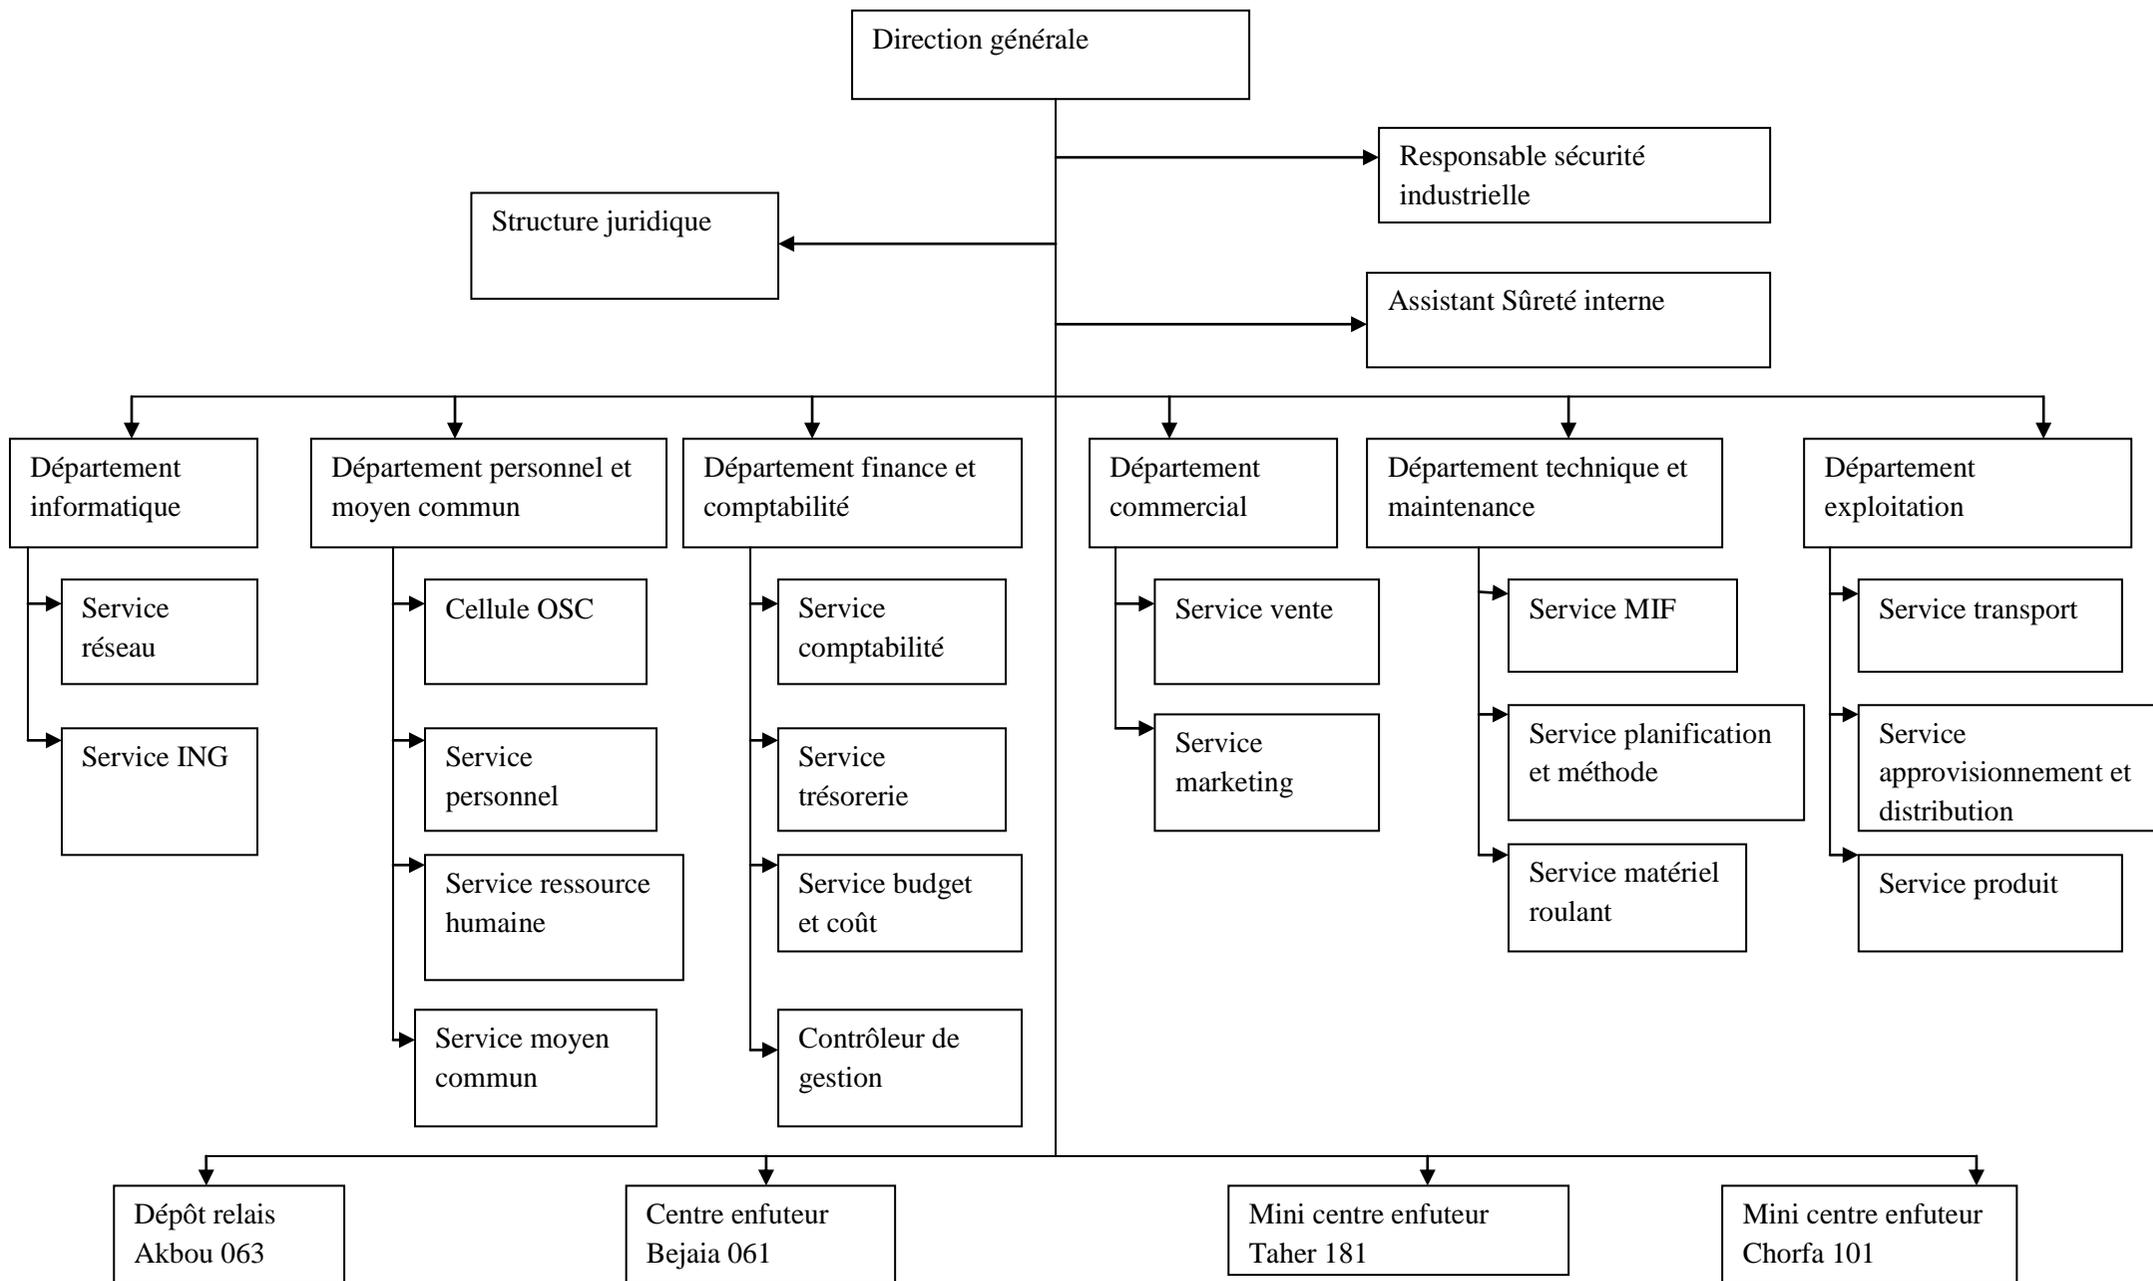 Direction générale
Responsable sécurité
industrielle
Structure juridique
Assistant Sûreté interne
Département
informatique
Département personnel et
moyen commun
Département finance et
comptabilité
Département
commercial
Département technique et
maintenance
Département
exploitation
Service
réseau
Service ING
Cellule OSC
Service
personnel
Service ressource
humaine
Service moyen
commun
Service
comptabilité
Service
trésorerie
Service budget
et coût
Contrôleur de
gestion
Service vente
Service
marketing
Service MIF
Service planification
et méthode
Service matériel
roulant
Service transport
Service
approvisionnement et
distribution
Service produit
Dépôt relais
Akbou 063
Centre enfuteur
Bejaia 061
Mini centre enfuteur
Taher 181
Mini centre enfuteur
Chorfa 101